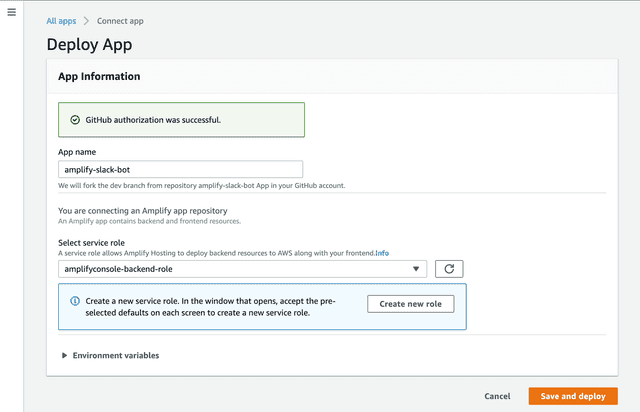 All apps > Connect app
Deploy App
App Information
GitHub authorization was successful.
App name
amplify-slack-bot
We will fork the dev branch from repository amplify-slack-bot App in your GitHub account.
You are connecting an Amplify app repository
An Amplify app contains backend and frontend resources.
Select service role
A service role allows Amplify Hosting to deploy backend resources to AWS along with your frontend.Info
amplifyconsole-backend-role
Create a new service role. In the window that opens, accept the pre-
selected defaults on each screen to create a new service role.
Create new role
Environment variables
Cancel
Save and deploy